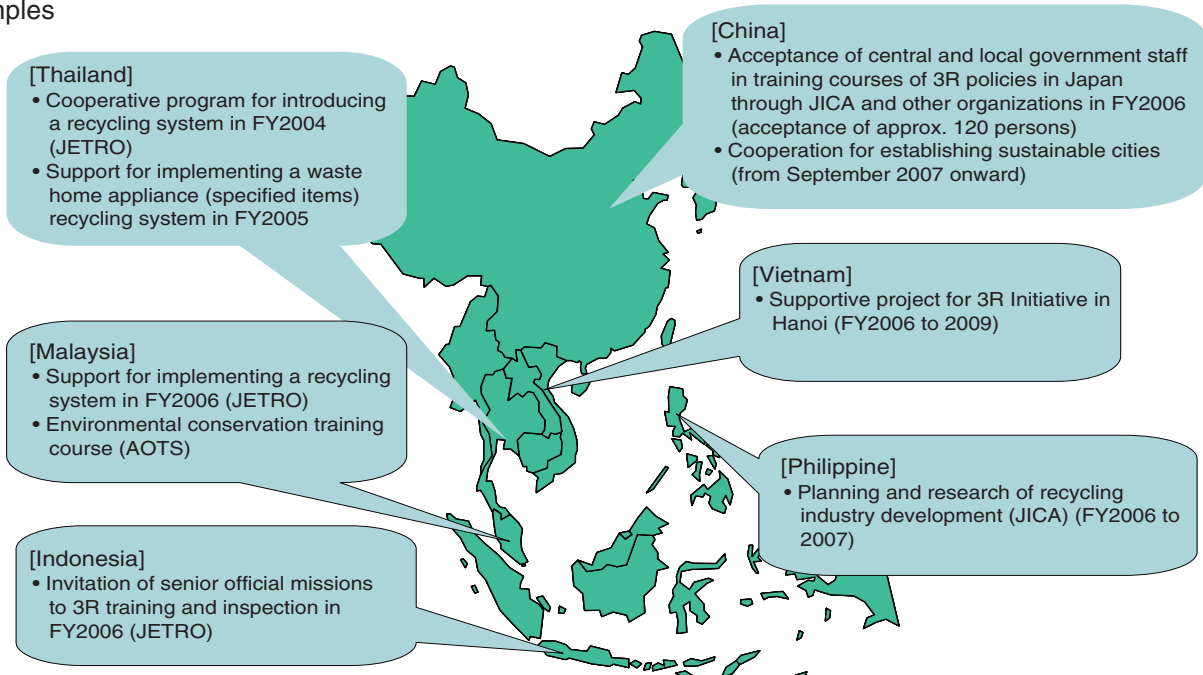 [Thailand]
• Cooperative program for introducing
a recycling system in FY2004
(JETRO)
• Support for implementing a waste
home appliance (specified items)
recycling system in FY2005
[China]
• Acceptance of central and local government staff
in training courses of 3R policies in Japan
through JICA and other organizations in FY2006
(acceptance of approx. 120 persons)
• Cooperation for establishing sustainable cities
(from September 2007 onward)
[Vietnam]
• Supportive project for 3R Initiative in
Hanoi (FY2006 to 2009)
[Malaysia]
• Support for implementing a recycling
system in FY2006 (JETRO)
• Environmental conservation training
course (AOTS)
[Philippine]
• Planning and research of recycling
industry development (JICA) (FY2006 to
2007)
[Indonesia]
• Invitation of senior official missions
to 3R training and inspection in
FY2006 (JETRO)